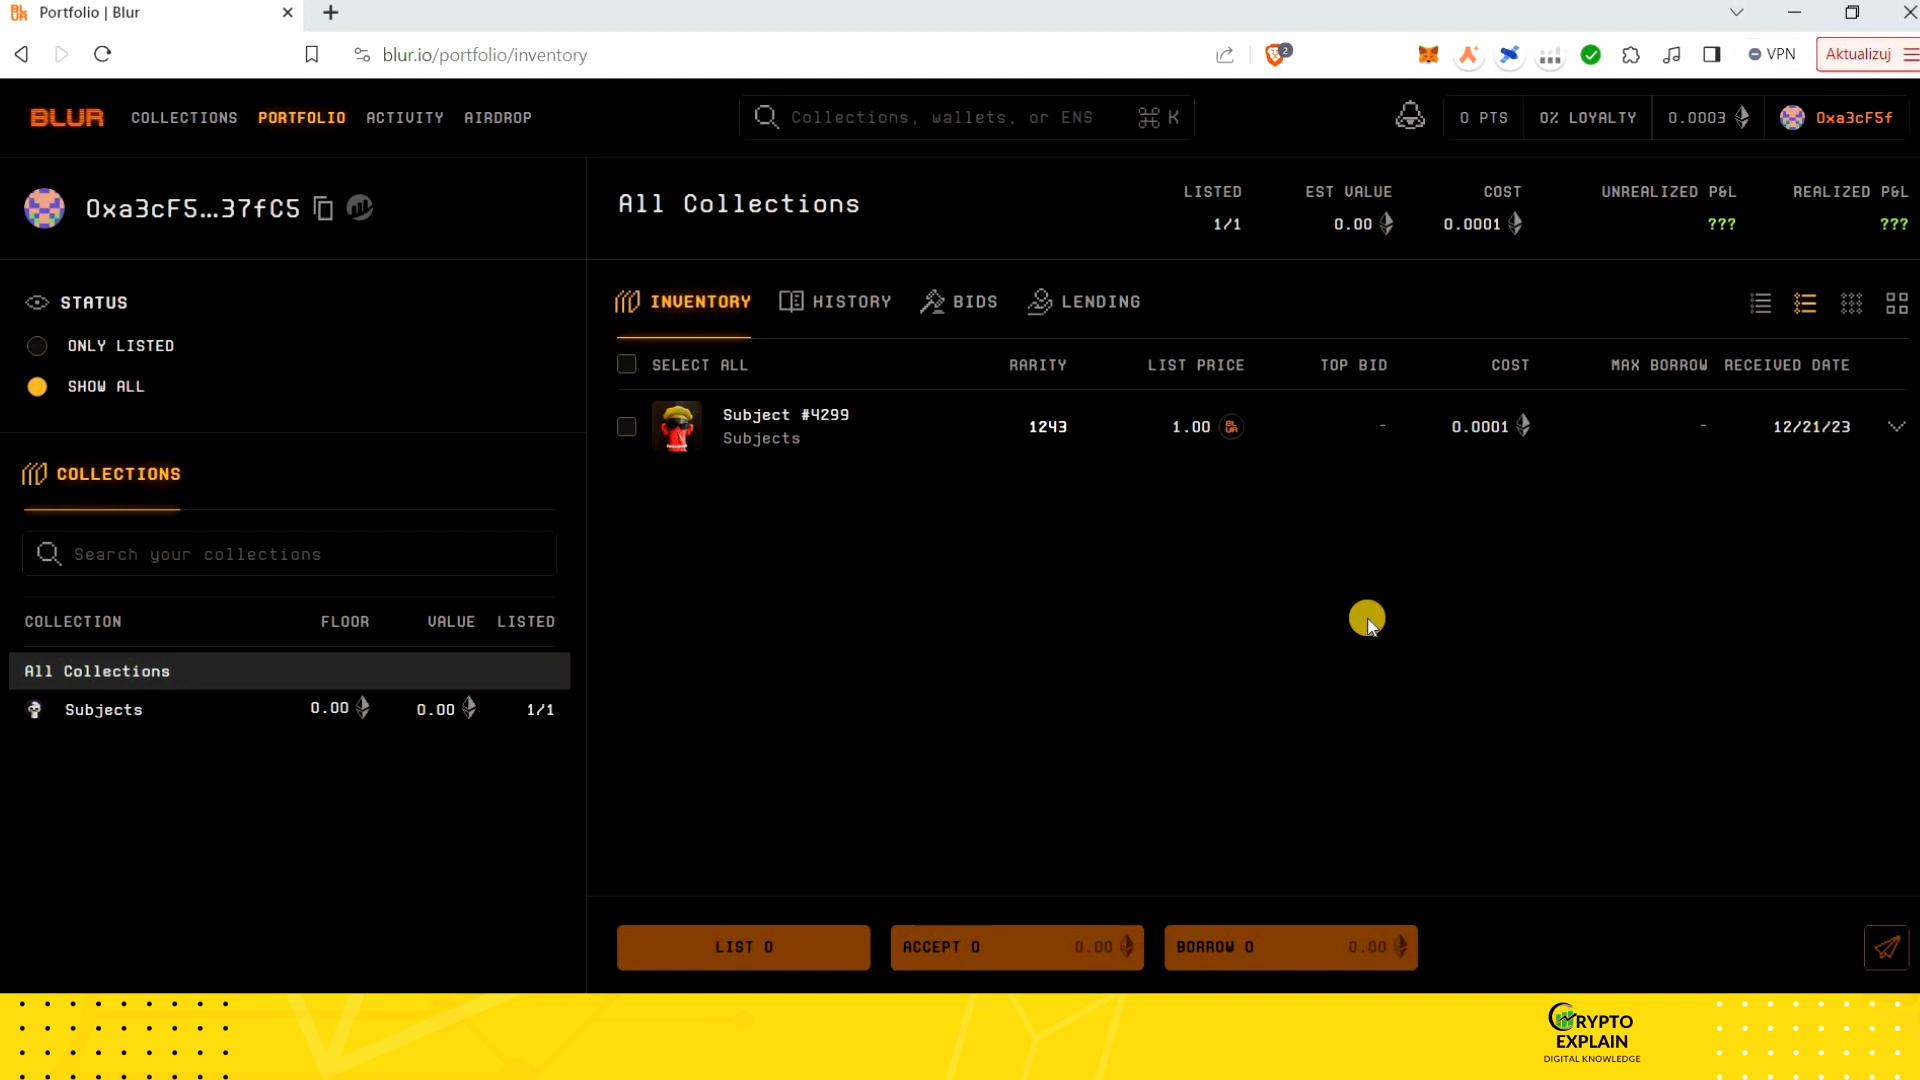 Portfolio | Blur
blur.io/portfolio/inventory
2
VPN
Aktualizuj
BLUR
COLLECTIONS
PORTFOLIO
ACTIVITY
AIRDROP
Collections, wallets, or ENS
⌘ K
0 PTS
0% LOYALTY
0.0003
0xa3cF5f
0xa3cF5...37fC5
All Collections
LISTED
1/1
EST VALUE
0.00
COST
0.0001
UNREALIZED P&L
???
REALIZED P&L
???
STATUS
ONLY LISTED
SHOW ALL
INVENTORY
HISTORY
BIDS
LENDING
SELECT ALL
RARITY
LIST PRICE
TOP BID
COST
MAX BORROW
RECEIVED DATE
Subject #4299
Subjects
1243
1.00
-
0.0001
-
12/21/23
COLLECTIONS
Search your collections
COLLECTION
FLOOR
VALUE
LISTED
All Collections
Subjects
0.00
0.00
1/1
LIST 0
ACCEPT 0
0.00
BORROW 0
0.00
CRYPTO
EXPLAIN
DIGITAL KNOWLEDGE